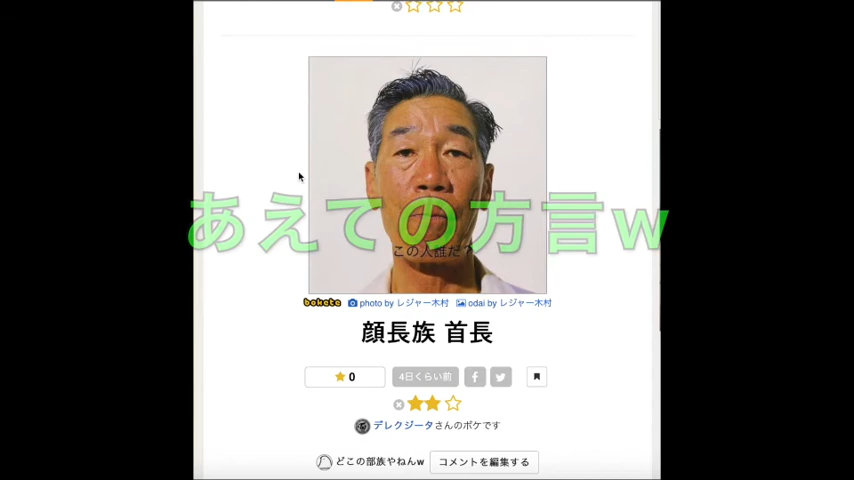 あえての方言w
この人誰だ？
bokete photo by レジャー木村 odai by レジャー木村
顔長族 首長
0 4日くらい前
デレクジータさんのボケです
どこの部族やねんw コメントを編集する